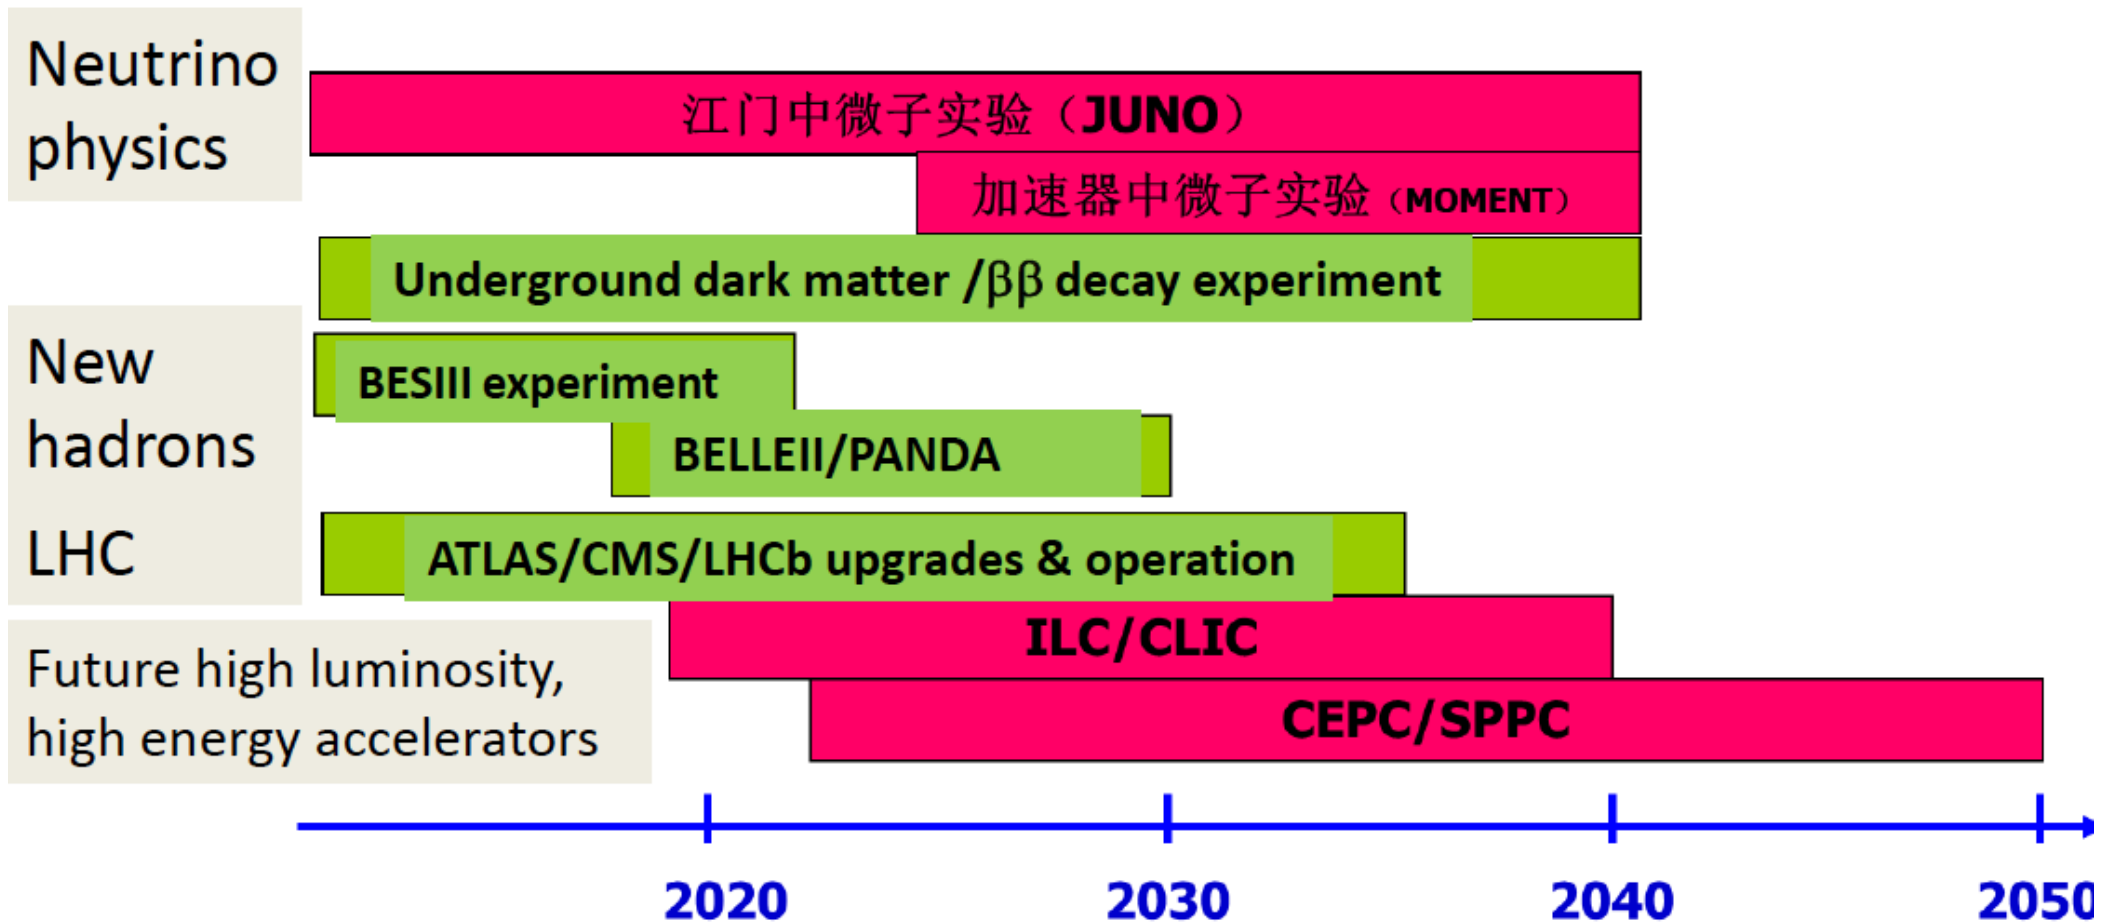 Neutrino
physics
江门中微子实验（JUNO）
加速器中微子实验（MOMENT）
Underground dark matter /ββ decay experiment
New
hadrons
BESIII experiment
BELLEII/PANDA
LHC
ATLAS/CMS/LHCb upgrades & operation
ILC/CLIC
Future high luminosity,
high energy accelerators
CEPC/SPPC
2020
2030
2040
2050